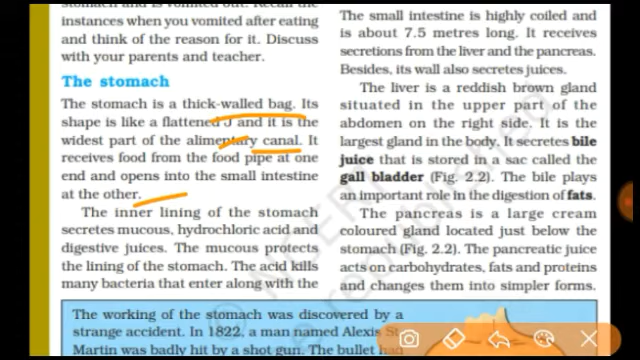 stomach and is vomited out. Recall the
instances when you vomited after eating
and think of the reason for it. Discuss
with your parents and teacher.
The stomach
The stomach is a thick-walled bag. Its
shape is like a flattened J and it is the
widest part of the alimentary canal. It
receives food from the food pipe at one
end and opens into the small intestine
at the other.
The inner lining of the stomach
secretes mucous, hydrochloric acid and
digestive juices. The mucous protects
the lining of the stomach. The acid kills
many bacteria that enter along with the
The small intestine is highly coiled and
is about 7.5 metres long. It receives
secretions from the liver and the pancreas.
Besides, its wall also secretes juices.
The liver is a reddish brown gland
situated in the upper part of the
abdomen on the right side. It is the
largest gland in the body. It secretes bile
juice that is stored in a sac called the
gall bladder (Fig. 2.2). The bile plays
an important role in the digestion of fats.
The pancreas is a large cream
coloured gland located just below the
stomach (Fig. 2.2). The pancreatic juice
acts on carbohydrates, fats and proteins
and changes them into simpler forms.
The working of the stomach was discovered by a
strange accident. In 1822, a man named Alexis St.
Martin was badly hit by a shot gun. The bullet had